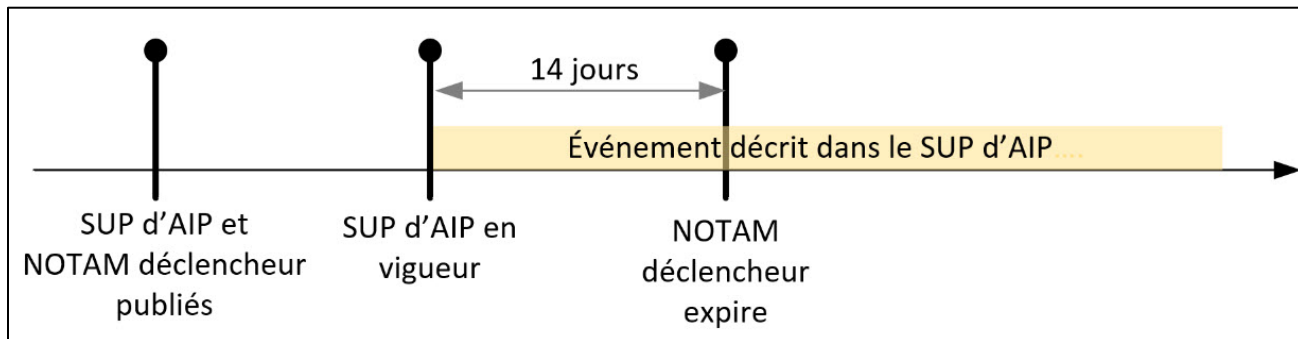 14 jours
Événement décrit dans le SUP d’AIP....
SUP d’AIP et
NOTAM déclencheur
publiés
SUP d’AIP en
vigueur
NOTAM
déclencheur
expire